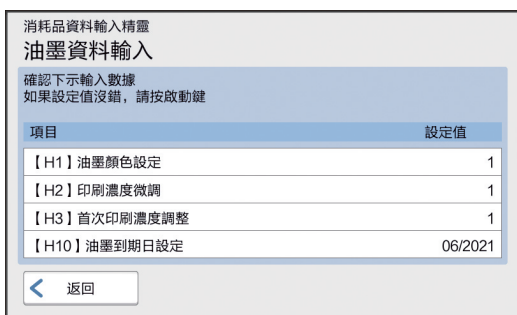 消耗品資料輸入精靈
油墨資料輸入
確認下示輸入數據
如果設定值沒錯，請按啟動鍵
項目 設定值
【 H1 】油墨顏色設定 1
【 H2 】印刷濃度微調 1
【 H3 】首次印刷濃度調整 1
【 H10 】油墨到期日設定 06/2021
返回